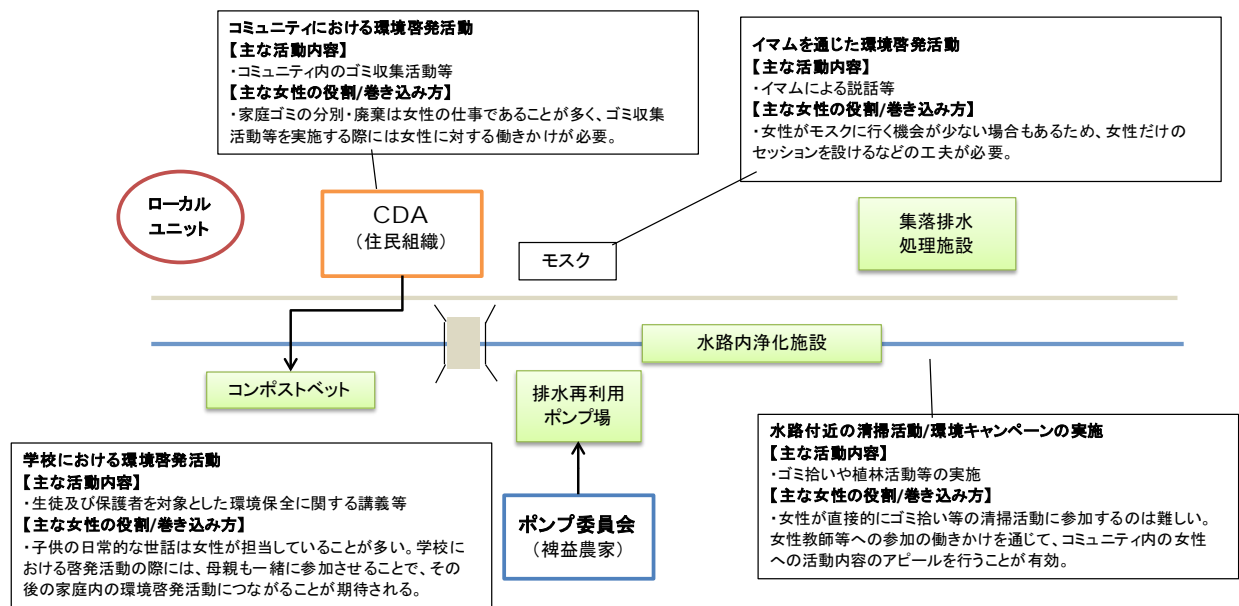 コミュニティにおける環境啓発活動
【主な活動内容】
・コミュニティ内のゴミ収集活動等
【主な女性の役割/巻き込み方】
・家庭ゴミの分別・廃棄は女性の仕事であることが多く、ゴミ収集
活動等を実施する際には女性に対する働きかけが必要。
イマムを通じた環境啓発活動
【主な活動内容】
・イマムによる説話等
【主な女性の役割/巻き込み方】
・女性がモスクに行く機会が少ない場合もあるため、女性だけの
セッションを設けるなどの工夫が必要。
ローカル
ユニット
CDA
（住民組織）
モスク
集落排水
処理施設
水路内浄化施設
コンポストベット
排水再利用
ポンプ場
ポンプ委員会
（裨益農家）
学校における環境啓発活動
【主な活動内容】
・生徒及び保護者を対象とした環境保全に関する講義等
【主な女性の役割/巻き込み方】
・子供の日常的な世話は女性が担当していることが多い。学校に
おける啓発活動の際には、母親も一緒に参加させることで、その
後の家庭内の環境啓発活動につながることが期待される。
水路付近の清掃活動/環境キャンペーンの実施
【主な活動内容】
・ゴミ拾いや植林活動等の実施
【主な女性の役割/巻き込み方】
・女性が直接的にゴミ拾い等の清掃活動に参加するのは難しい。
女性教師等への参加の働きかけを通じて、コミュニティ内の女性
への活動内容のアピールを行うことが有効。